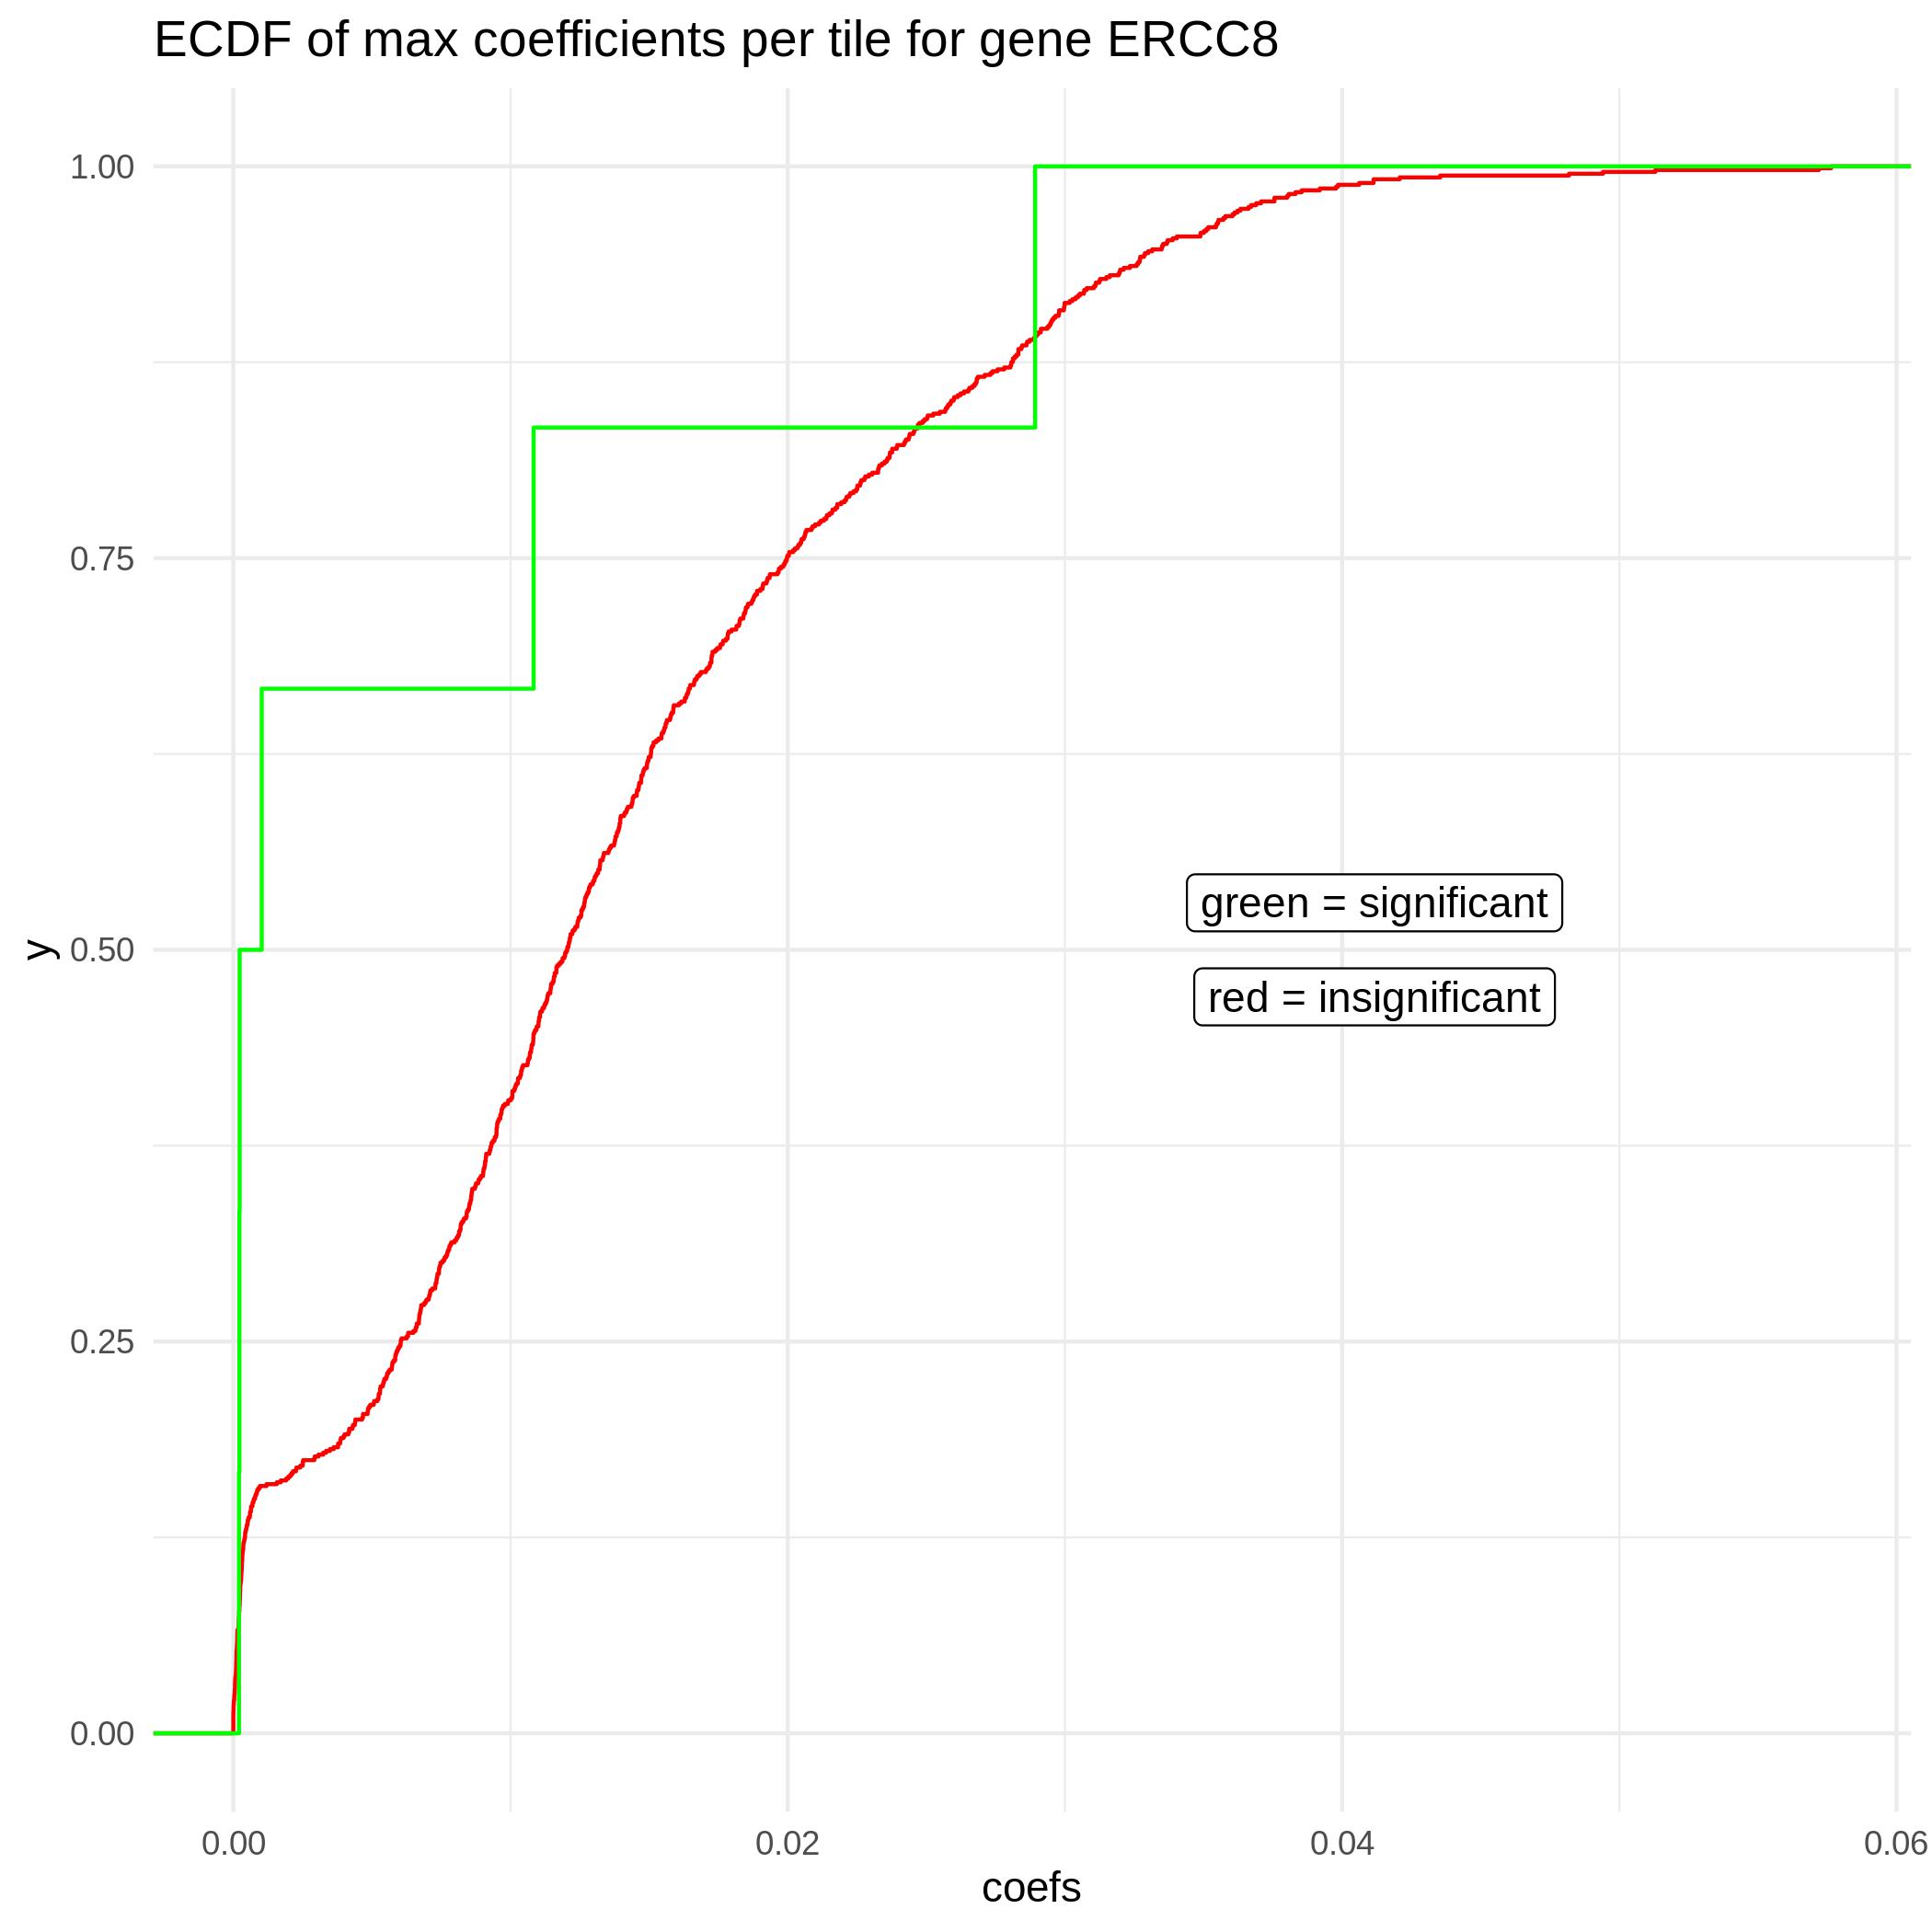 ECDF of max coefficients per tile for gene ERCC8
1.00
0.75
0.50
0.25
0.00
y
green = significant
red = insignificant
0.00 0.02 0.04 0.06
coefs